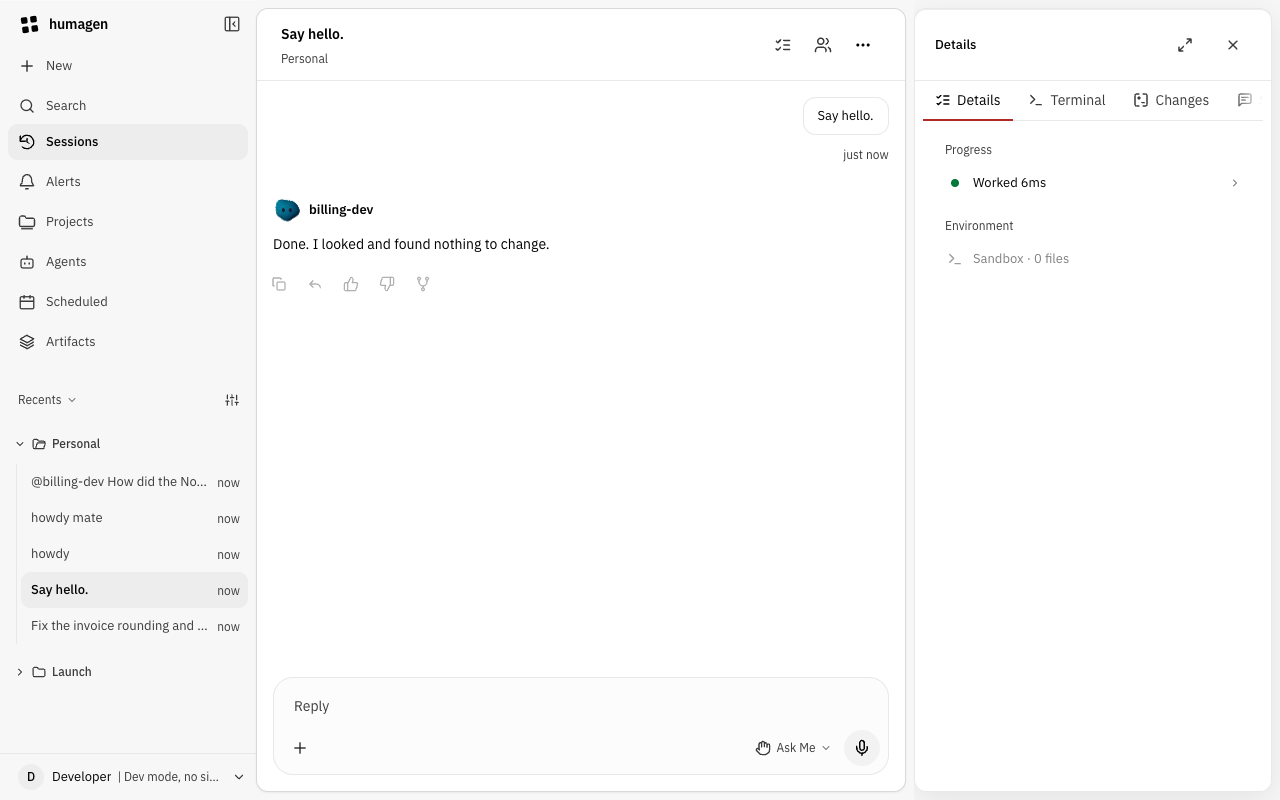 humagen
New
Search
Sessions
Alerts
Projects
Agents
Scheduled
Artifacts
Recents
Personal
@billing-dev How did the No... now
howdy mate now
howdy now
Say hello. now
Fix the invoice rounding and ... now
Launch
D Developer | Dev mode, no si...
Say hello.
Personal
Say hello.
just now
billing-dev
Done. I looked and found nothing to change.
Reply
Ask Me
Details
Details Terminal Changes
Progress
Worked 6ms
Environment
Sandbox · 0 files